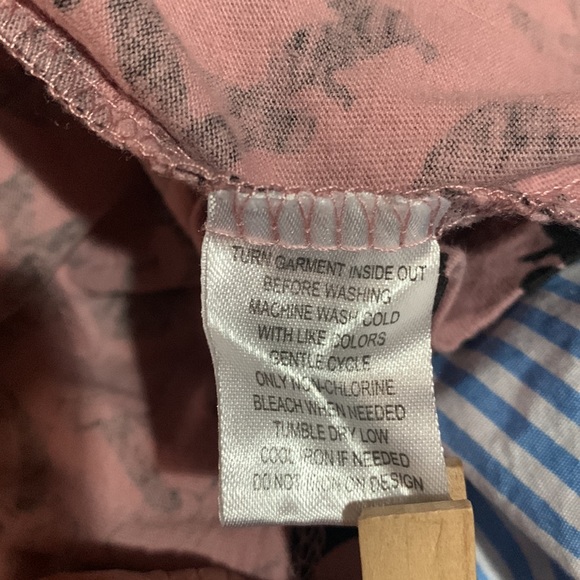 TURN GARMENT INSIDE OUT
BEFORE WASHING
MACHINE WASH COLD
WITH LIKE COLORS
GENTLE CYCLE
ONLY NON-CHLORINE
BLEACH WHEN NEEDED
TUMBLE DRY LOW
COOL IRON IF NEEDED
DO NOT IRON ON DESIGN